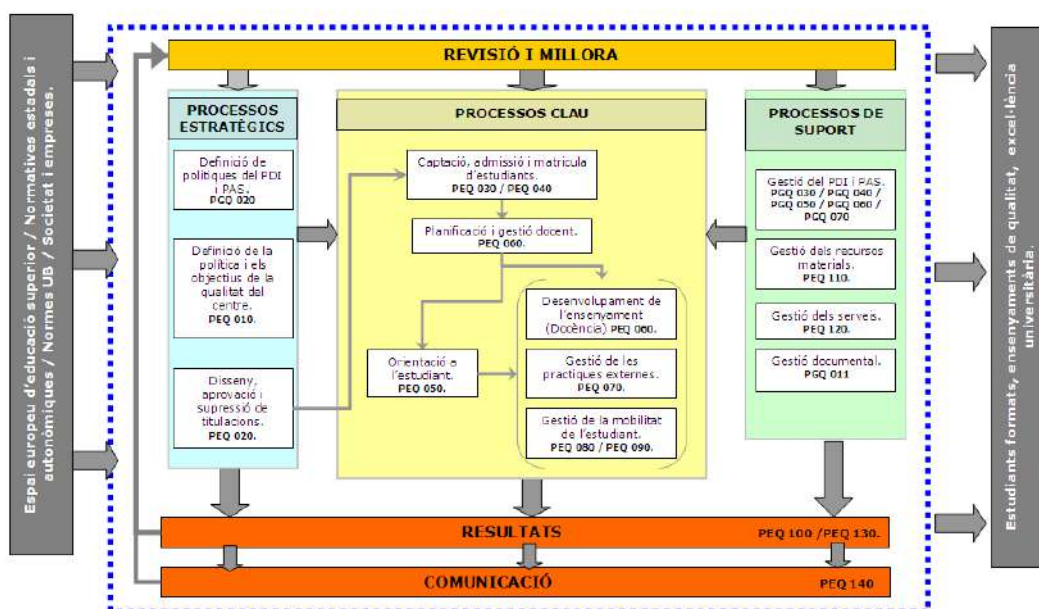 Espai europeu d'educació superior / Normatives estadals i
autonòmiques / Normes UB / Societat i empreses.
REVISIÓ I MILLORA
PROCESSOS
ESTRATÈGICS
Definició de
polítiques del PDI
i PAS.
PGQ 020
Definició de la
política i els
objectius de la
qualitat del
centre.
PEQ 010.
Disseny,
aprovació i
supressió de
titulacions.
PEQ 020.
PROCESSOS CLAU
Captació, admissió i matricula
d'estudiants.
PEQ 030 / PEQ 040
Planificació i gestió docent.
PEQ 060.
Desenvolupament de
l'ensenyament
(Docència) PEQ 060.
Orientació a
l'estudiant.
PEQ 050.
Gestió de les
practiques externes.
PEQ 070.
Gestió de la mobilitat
de l'estudiant.
PEQ 080 / PEQ 090.
PROCESSOS DE
SUPORT
Gestió del PDI i PAS.
PGQ 030 / PGQ 040 /
PGQ 050 / PGQ 060 /
PGQ 070
Gestió dels recursos
materials.
PEQ 110.
Gestió dels serveis.
PEQ 120.
Gestió documental.
PGQ 011
RESULTATS
PEQ 100 /PEQ 130.
COMUNICACIÓ
PEQ 140
Estudiants formats, ensenyaments de qualitat, excel·lència
universitària.